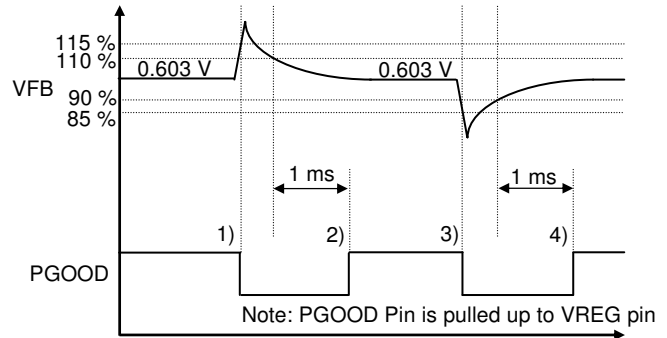 115 %
110 %
0.603 V
0.603 V
VFB
90 %
85 %
1 ms
1 ms
1)
2)
3)
4)
PGOOD
Note: PGOOD Pin is pulled up to VREG pin